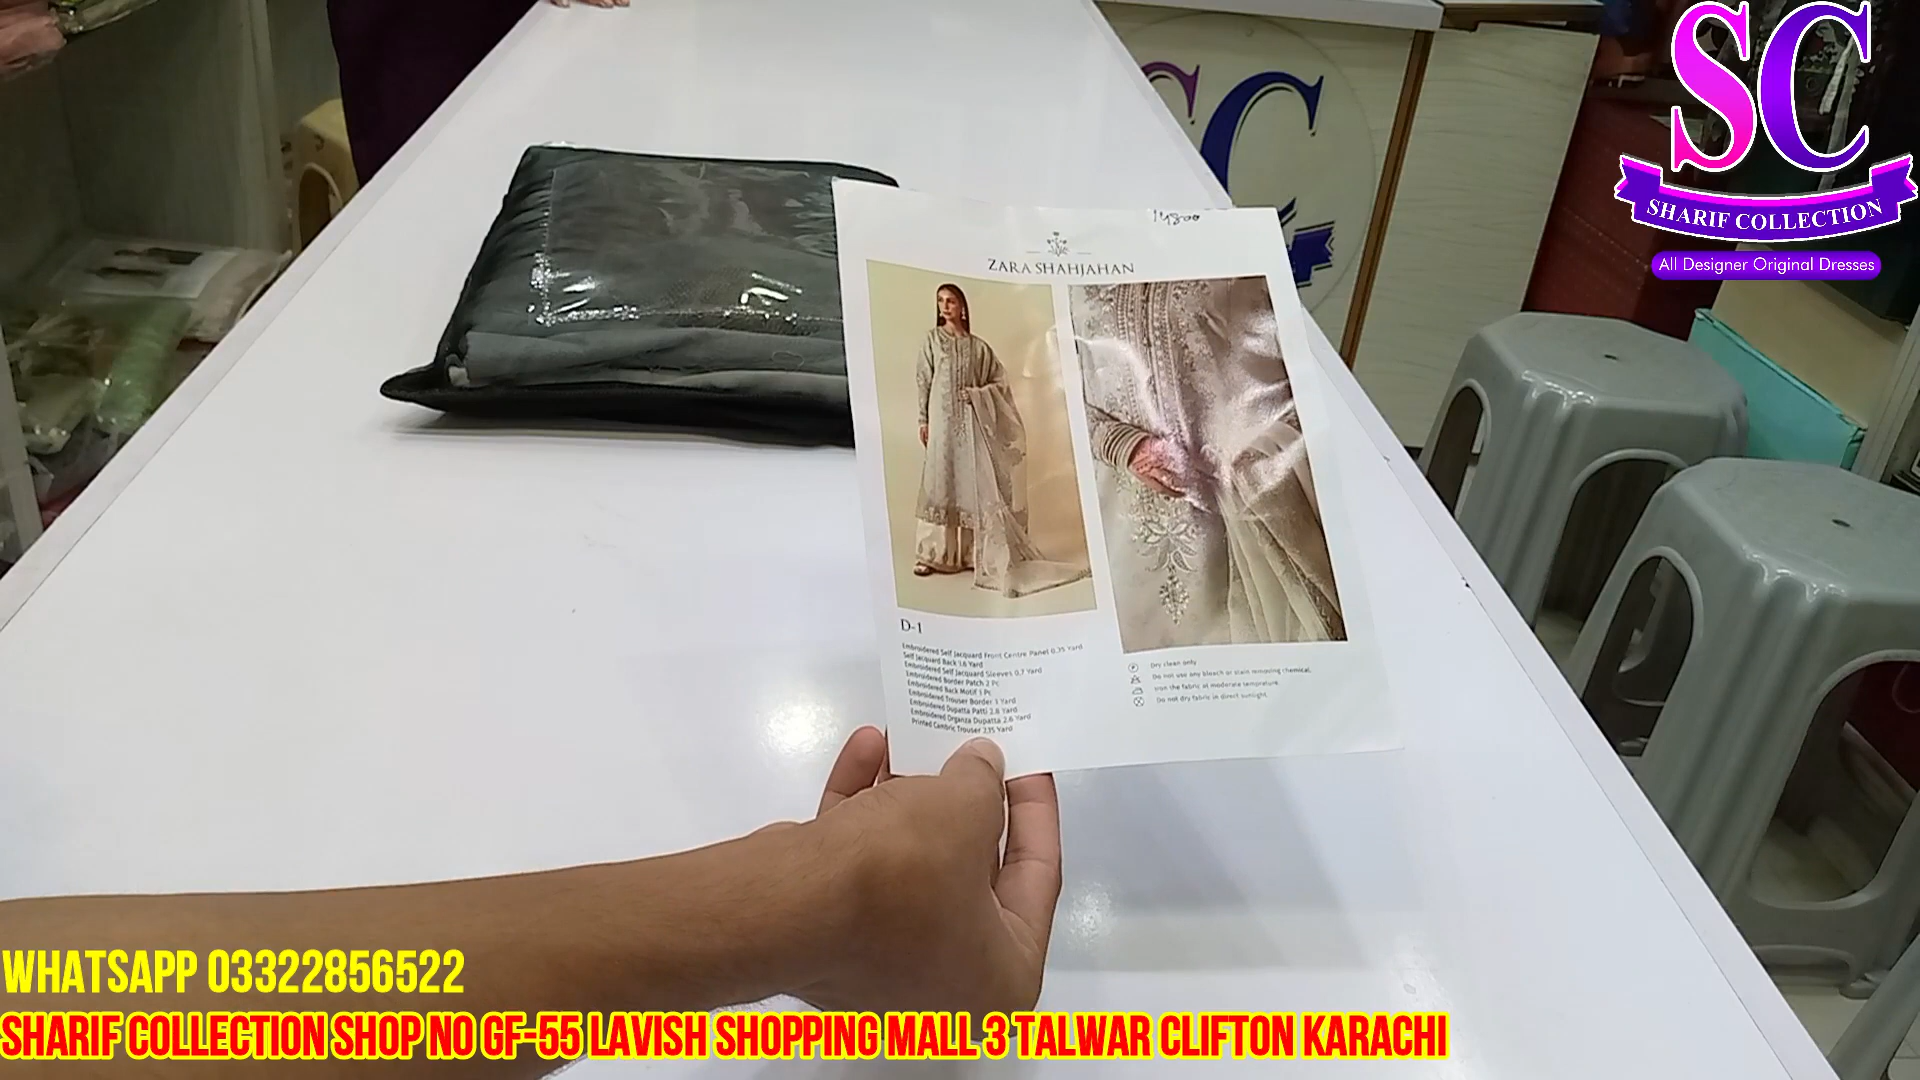 SC
SHARIF COLLECTION
All Designer Original Dresses
14800
ZARA SHAHJAHAN
D-1
Embroidered Self Jacquard Front Centre Panel 0.35 Yard
Self Jacquard Back 1.6 Yard
Embroidered Self Jacquard Sleeves 0.7 Yard
Embroidered Border Patch 2 Pc
Embroidered Back Motif 1 Pc
Embroidered Trouser Border 1 Yard
Embroidered Dupatta Patti 2.8 Yard
Embroidered Organza Dupatta 2.6 Yard
Printed Cambric Trouser 2.35 Yard
Dry clean only
Do not use any bleach or stain removing chemical.
Iron the fabric at moderate temprature.
Do not dry fabric in direct sunlight.
WHATSAPP 03322856522
SHARIF COLLECTION SHOP NO GF-55 LAVISH SHOPPING MALL 3 TALWAR CLIFTON KARACHI